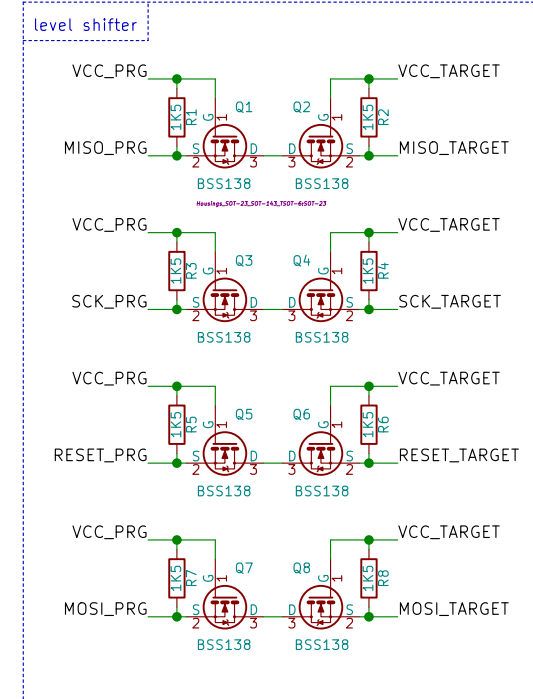 level shifter
VCC_PRG VCC_TARGET
1K5 R1 Q1 Q2 1K5 R2
G 1 G 1
MISO_PRG S 2 D 3 D 3 S 2 MISO_TARGET
BSS138 BSS138
Housings_SOT-23_SOT-143_TSOT-6:SOT-23
VCC_PRG VCC_TARGET
1K5 R3 Q3 Q4 1K5 R4
G 1 G 1
SCK_PRG S 2 D 3 D 3 S 2 SCK_TARGET
BSS138 BSS138
VCC_PRG VCC_TARGET
1K5 R5 Q5 Q6 1K5 R6
G 1 G 1
RESET_PRG S 2 D 3 D 3 S 2 RESET_TARGET
BSS138 BSS138
VCC_PRG VCC_TARGET
1K5 R7 Q7 Q8 1K5 R8
G 1 G 1
MOSI_PRG S 2 D 3 D 3 S 2 MOSI_TARGET
BSS138 BSS138